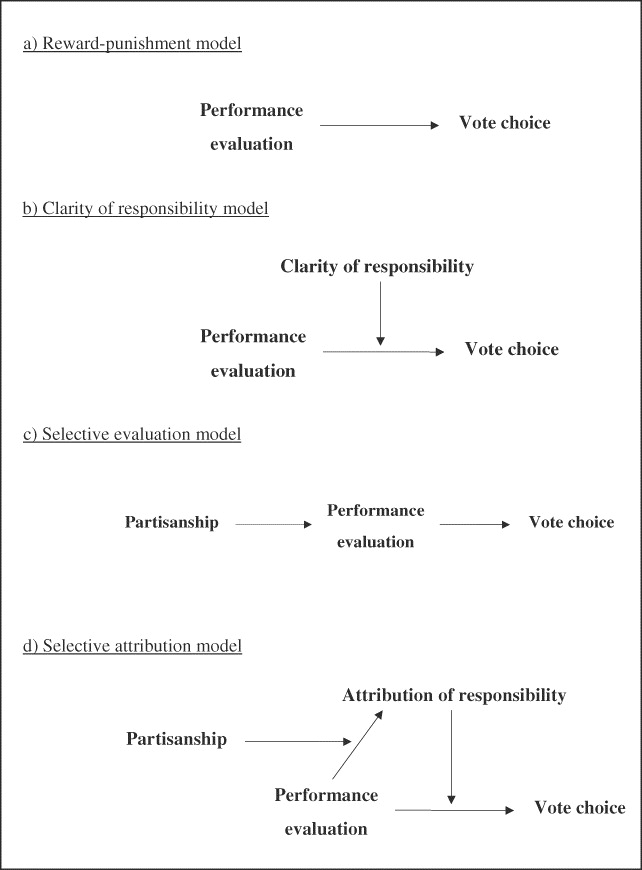 a) Reward-punishment model
Performance
evaluation
Vote choice
b) Clarity of responsibility model
Clarity of responsibility
Performance
evaluation
Vote choice
c) Selective evaluation model
Partisanship
Performance
evaluation
Vote choice
d) Selective attribution model
Attribution of responsibility
Partisanship
Performance
evaluation
Vote choice